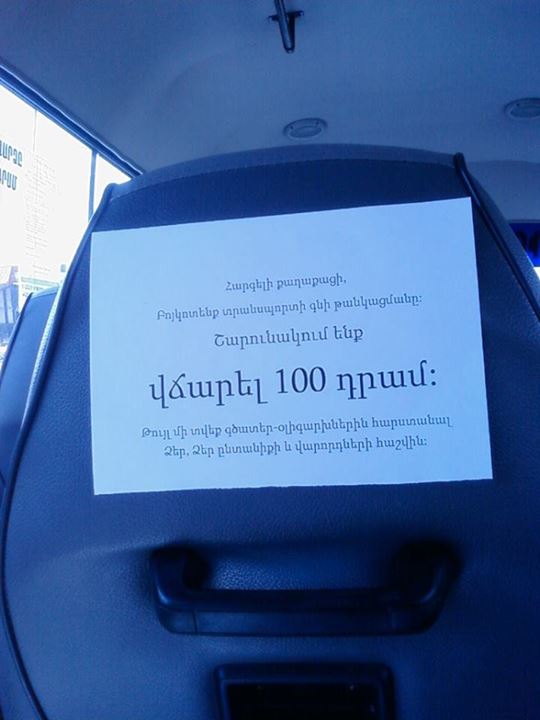 Հարգելի քաղաքացի,
Բոյկոտենք տրանսպորտի գնի թանկացմանը:
Շարունակում ենք
վճարել 100 դրամ:
Թույլ մի տվեք գծատեր-օլիգարխներին հարստանալ
Ձեր, Ձեր ընտանիքի և վարորդների հաշվին: